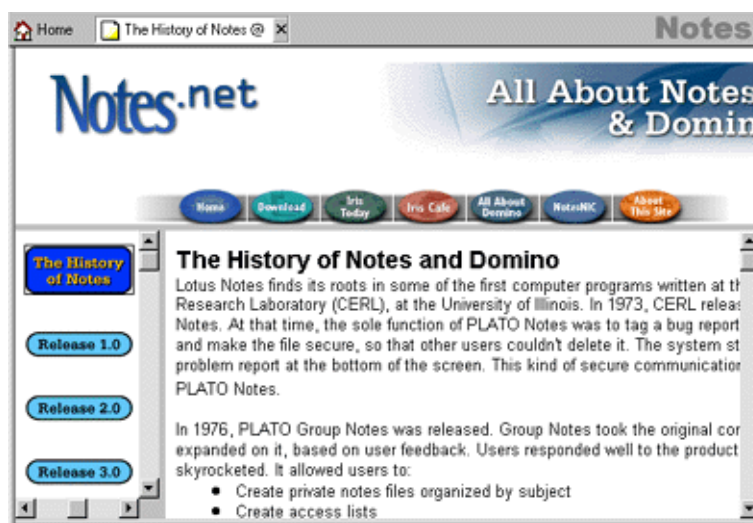 Home The History of Notes @
Notes
Notes.net
All About Notes
& Domin
Home Download Iris Today Iris Cafe All About Domino NotesNIC About This Site
The History
of Notes
Release 1.0
Release 2.0
Release 3.0
The History of Notes and Domino
Lotus Notes finds its roots in some of the first computer programs written at th
Research Laboratory (CERL), at the University of Illinois. In 1973, CERL releas
Notes. At that time, the sole function of PLATO Notes was to tag a bug report
and make the file secure, so that other users couldn't delete it. The system st
problem report at the bottom of the screen. This kind of secure communication
PLATO Notes.
In 1976, PLATO Group Notes was released. Group Notes took the original cor
expanded on it, based on user feedback. Users responded well to the product
skyrocketed. It allowed users to:
• Create private notes files organized by subject
• Create access lists